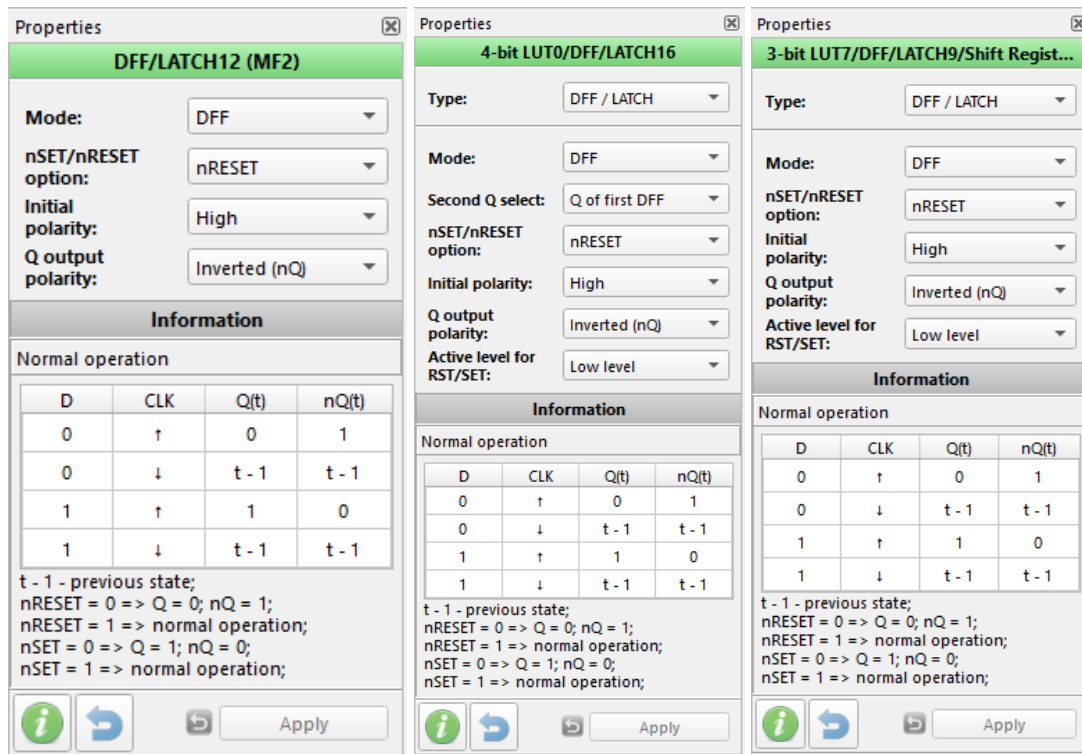 Properties
DFF/LATCH12 (MF2)
Mode: DFF
nSET/nRESET
option: nRESET
Initial
polarity: High
Q output
polarity: Inverted (nQ)
Information
Normal operation
D CLK Q(t) nQ(t)
0 ↑ 0 1
0 ↓ t - 1 t - 1
1 ↑ 1 0
1 ↓ t - 1 t - 1
t - 1 - previous state;
nRESET = 0 => Q = 0; nQ = 1;
nRESET = 1 => normal operation;
nSET = 0 => Q = 1; nQ = 0;
nSET = 1 => normal operation;
Apply
Properties
4-bit LUT0/DFF/LATCH16
Type: DFF / LATCH
Mode: DFF
Second Q select: Q of first DFF
nSET/nRESET
option: nRESET
Initial polarity: High
Q output
polarity: Inverted (nQ)
Active level for
RST/SET: Low level
Information
Normal operation
D CLK Q(t) nQ(t)
0 ↑ 0 1
0 ↓ t - 1 t - 1
1 ↑ 1 0
1 ↓ t - 1 t - 1
t - 1 - previous state;
nRESET = 0 => Q = 0; nQ = 1;
nRESET = 1 => normal operation;
nSET = 0 => Q = 1; nQ = 0;
nSET = 1 => normal operation;
Apply
Properties
3-bit LUT7/DFF/LATCH9/Shift Regist...
Type: DFF / LATCH
Mode: DFF
nSET/nRESET
option: nRESET
Initial
polarity: High
Q output
polarity: Inverted (nQ)
Active level for
RST/SET: Low level
Information
Normal operation
D CLK Q(t) nQ(t)
0 ↑ 0 1
0 ↓ t - 1 t - 1
1 ↑ 1 0
1 ↓ t - 1 t - 1
t - 1 - previous state;
nRESET = 0 => Q = 0; nQ = 1;
nRESET = 1 => normal operation;
nSET = 0 => Q = 1; nQ = 0;
nSET = 1 => normal operation;
Apply